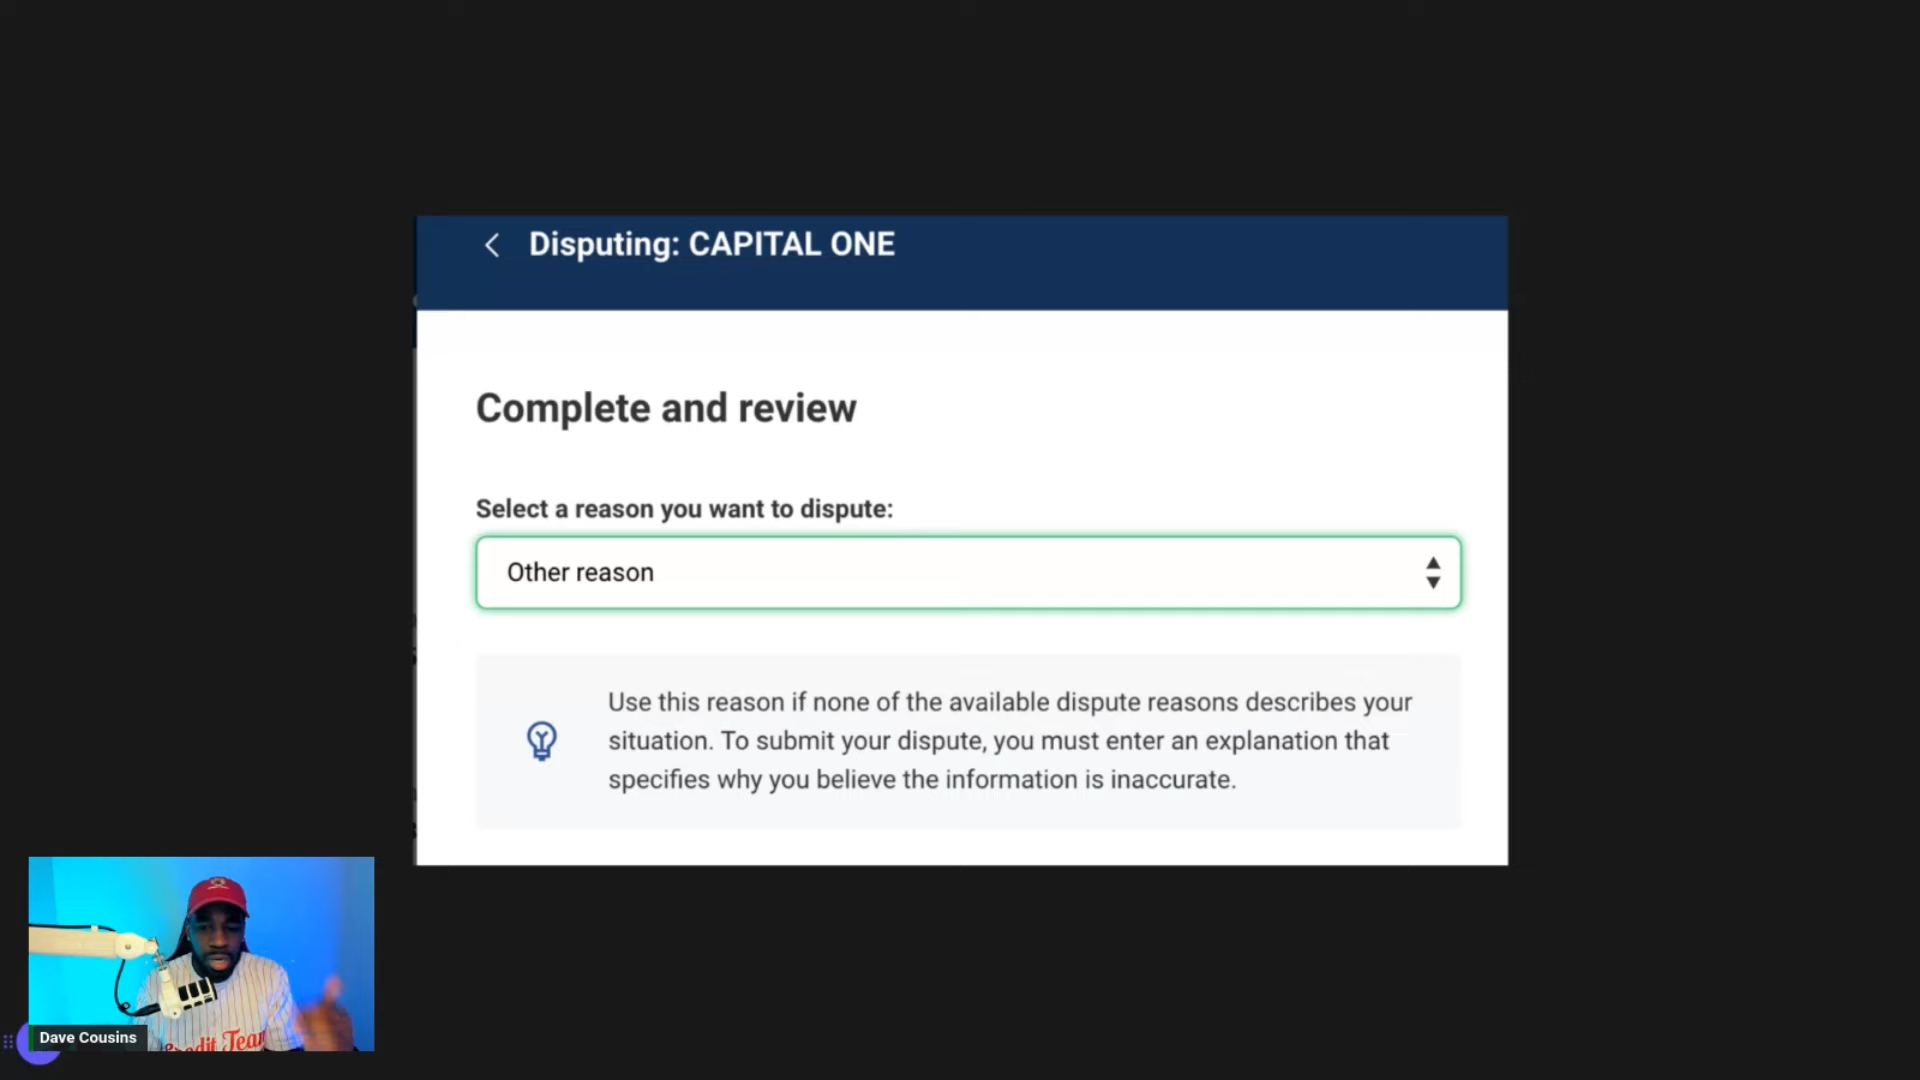 Disputing: CAPITAL ONE
Complete and review
Select a reason you want to dispute:
Other reason
Use this reason if none of the available dispute reasons describes your
situation. To submit your dispute, you must enter an explanation that
specifies why you believe the information is inaccurate.
Dave Cousins
Credit Team